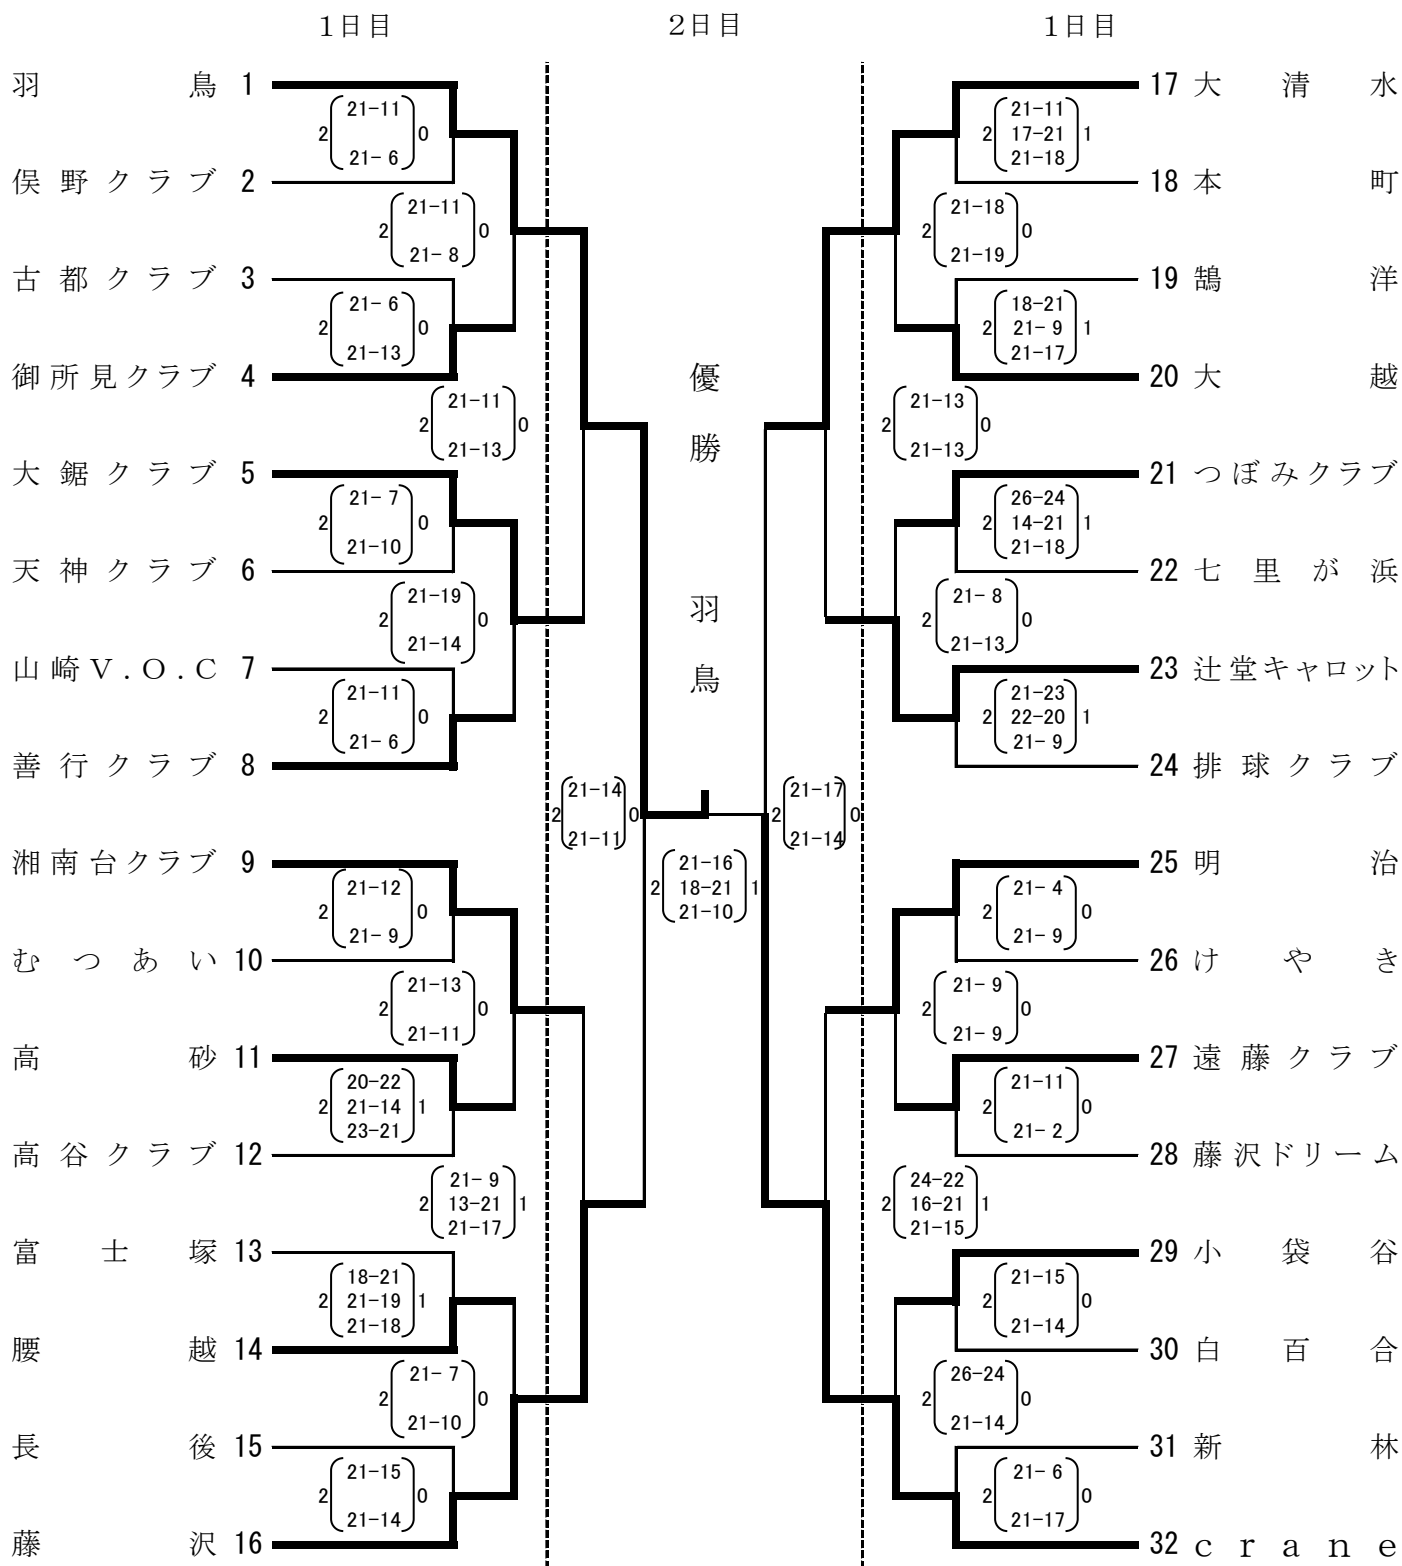 1日目 2日目 1日目
羽鳥 1
21-11
2 0
21- 6
俣野クラブ 2
21-11
2 0
21- 8
古都クラブ 3
21- 6
2 0
21-13
御所見クラブ 4
21-11
2 0
21-13
大鋸クラブ 5
21- 7
2 0
21-10
天神クラブ 6
21-19
2 0
21-14
山崎V.O.C 7
21-11
2 0
21- 6
善行クラブ 8
21-14
2 0
21-11
湘南台クラブ 9
21-12
2 0
21- 9
むつあい 10
21-13
2 0
21-11
高砂 11
20-22
2 21-14 1
23-21
高谷クラブ 12
21- 9
2 13-21 1
21-17
富士塚 13
18-21
2 21-19 1
21-18
腰越 14
21- 7
2 0
21-10
長後 15
21-15
2 0
21-14
藤沢 16
優勝 羽鳥
21-16
2 18-21 1
21-10
17 大清水
21-11
2 17-21 1
21-18
18 本町
21-18
2 0
21-19
19 鵠洋
18-21
2 21- 9 1
21-17
20 大越
21-13
2 0
21-13
21 つぼみクラブ
26-24
2 14-21 1
21-18
22 七里が浜
21- 8
2 0
21-13
23 辻堂キャロット
21-23
2 22-20 1
21- 9
24 排球クラブ
21-17
2 0
21-14
25 明治
21- 4
2 0
21- 9
26 けやき
21- 9
2 0
21- 9
27 遠藤クラブ
21-11
2 0
21- 2
28 藤沢ドリーム
24-22
2 16-21 1
21-15
29 小袋谷
21-15
2 0
21-14
30 白百合
26-24
2 0
21-14
31 新林
21- 6
2 0
21-17
32 crane